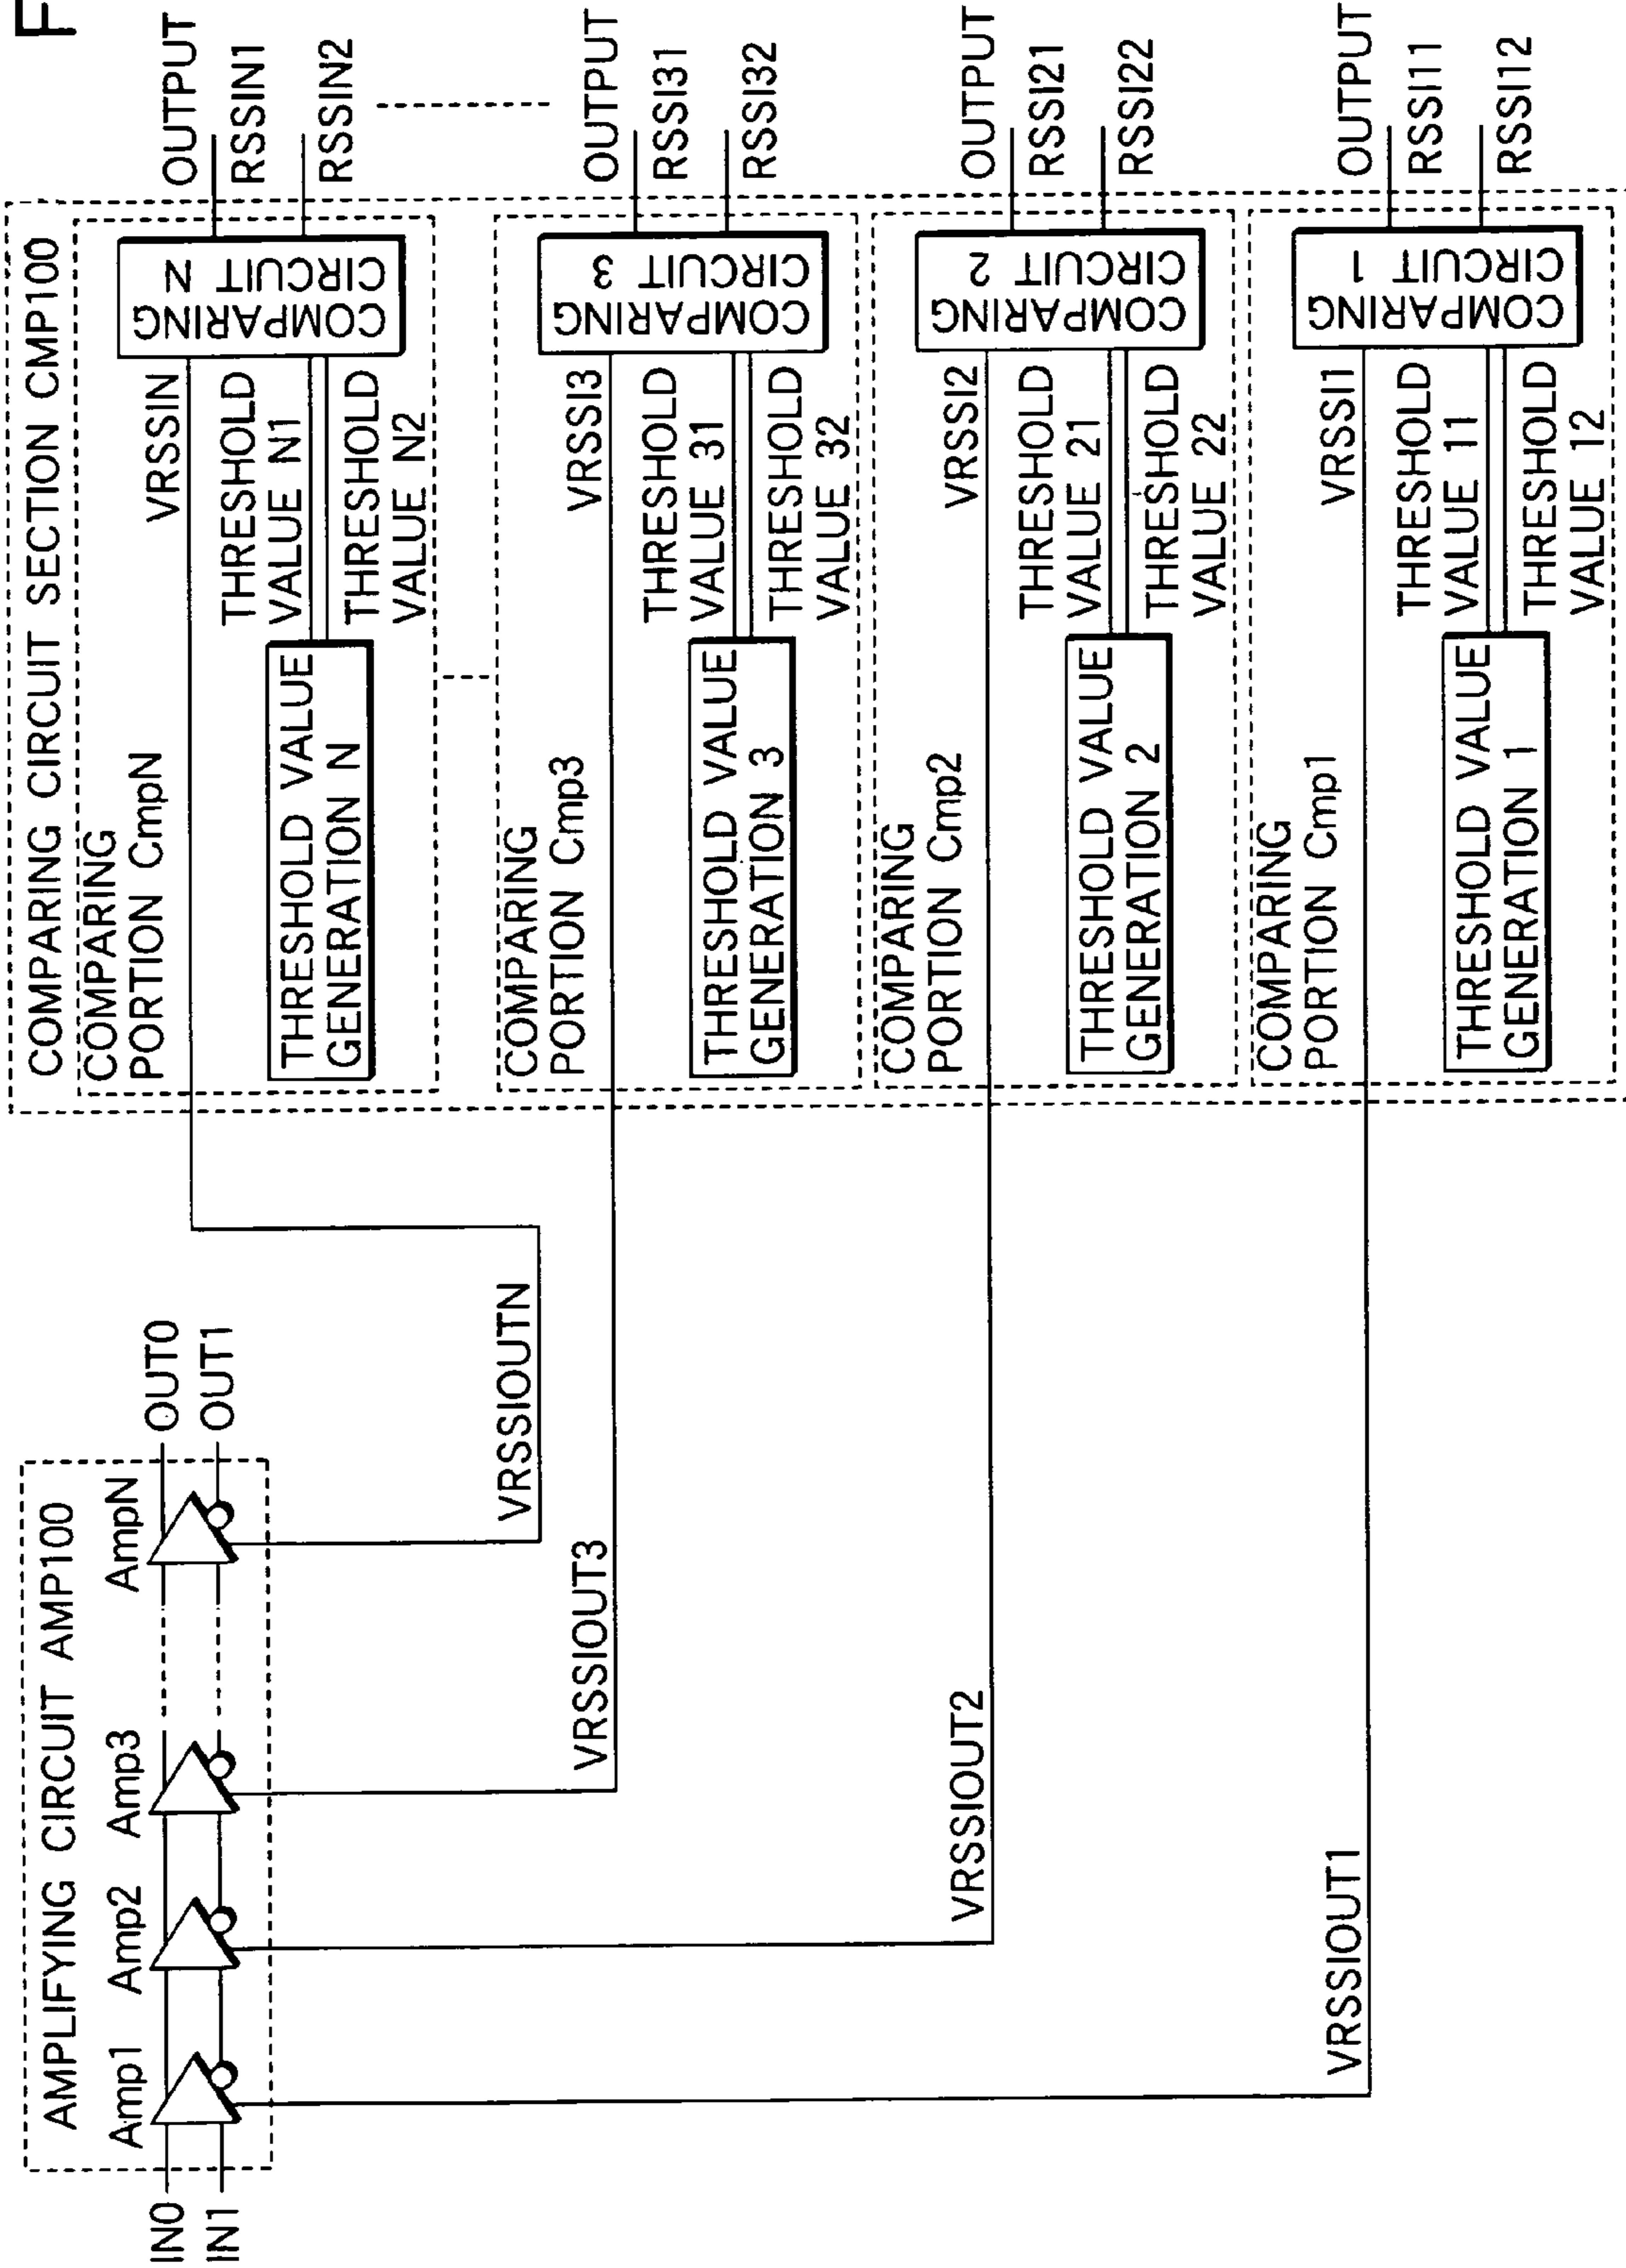 F
AMPLIFYING CIRCUIT AMP100
Amp1
Amp2
Amp3
AmpN
IN0
IN1
OUT0
OUT1
VRSSIOUTN
VRSSIOUT3
VRSSIOUT2
VRSSIOUT1
COMPARING CIRCUIT SECTION CMP100
COMPARING
PORTION CmpN
VRSSIN
THRESHOLD VALUE
GENERATION N
THRESHOLD
VALUE N1
THRESHOLD
VALUE N2
COMPARING
CIRCUIT N
OUTPUT
RSSIN1
RSSIN2
COMPARING
PORTION Cmp3
VRSSI3
THRESHOLD VALUE
GENERATION 3
THRESHOLD
VALUE 31
THRESHOLD
VALUE 32
COMPARING
CIRCUIT 3
OUTPUT
RSSI31
RSSI32
COMPARING
PORTION Cmp2
VRSSI2
THRESHOLD VALUE
GENERATION 2
THRESHOLD
VALUE 21
THRESHOLD
VALUE 22
COMPARING
CIRCUIT 2
OUTPUT
RSSI21
RSSI22
COMPARING
PORTION Cmp1
VRSSI1
THRESHOLD VALUE
GENERATION 1
THRESHOLD
VALUE 11
THRESHOLD
VALUE 12
COMPARING
CIRCUIT 1
OUTPUT
RSSI11
RSSI12